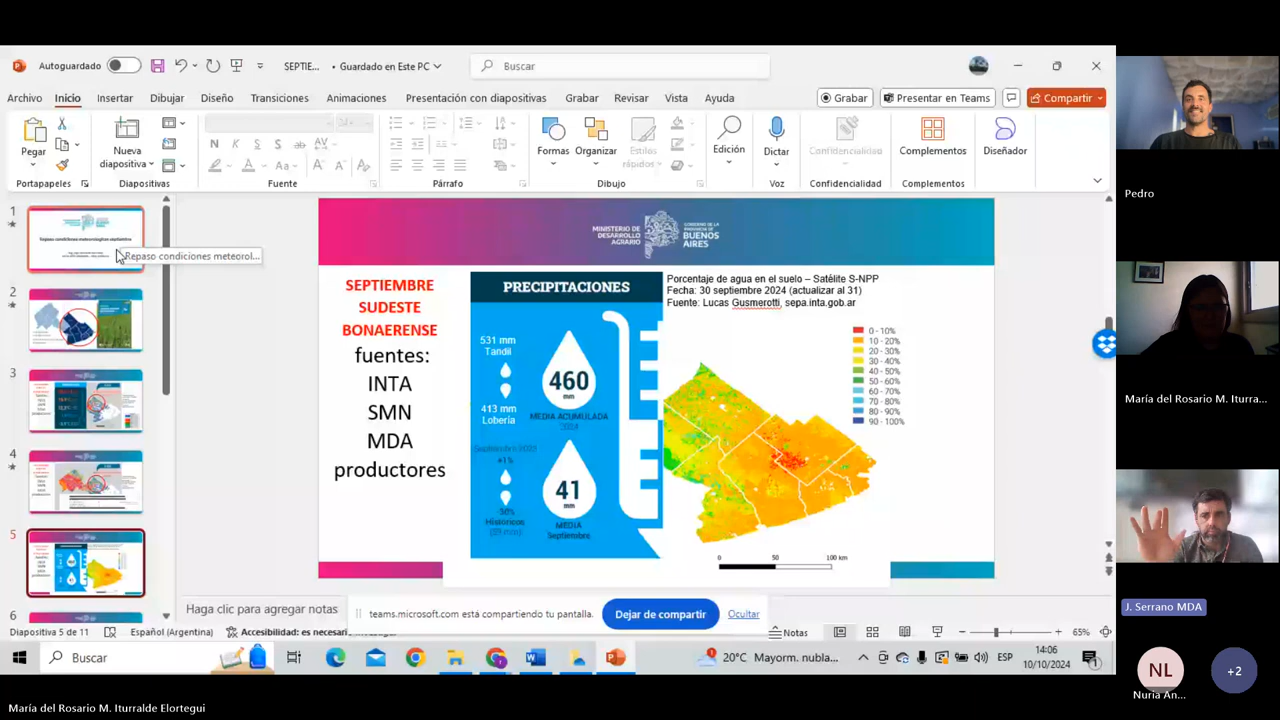 Autoguardado
SEPTIE... • Guardado en Este PC
Buscar
Archivo Inicio Insertar Dibujar Diseño Transiciones Animaciones Presentación con diapositivas Grabar Revisar Vista Ayuda
Grabar
Presentar en Teams
Compartir
Pegar
Nueva
diapositiva
Formas
Organizar
Estilos
rápidos
Edición
Dictar
Confidencialidad
Complementos
Diseñador
Portapapeles
Diapositivas
Fuente
Párrafo
Dibujo
Voz
Confidencialidad
Complementos
1
Repaso condiciones meteorol...
2
3
4
5
6
MINISTERIO DE
DESARROLLO
AGRARIO
GOBIERNO DE LA
PROVINCIA DE
BUENOS
AIRES
SEPTIEMBRE
SUDESTE
BONAERENSE
fuentes:
INTA
SMN
MDA
productores
PRECIPITACIONES
531 mm
Tandil
460
mm
413 mm
Lobería
MEDIA ACUMULADA
2024
41
mm
MEDIA
Septiembre
Históricos
Porcentaje de agua en el suelo – Satélite S-NPP
Fecha: 30 septiembre 2024 (actualizar al 31)
Fuente: Lucas Gusmerotti, sepa.inta.gob.ar
0 - 10%
10 - 20%
20 - 30%
30 - 40%
40 - 50%
50 - 60%
60 - 70%
70 - 80%
80 - 90%
90 - 100%
0 50 100 km
Haga clic para agregar notas
teams.microsoft.com está compartiendo tu pantalla.
Dejar de compartir
Ocultar
Diapositiva 5 de 11
Español (Argentina)
Accesibilidad: es necesario
Notas
65%
Buscar
20°C Mayorm. nubla...
ESP
14:06
10/10/2024
1
Pedro
María del Rosario M. Iturra...
J. Serrano MDA
NL
+2
Nuria An...
María del Rosario M. Iturralde Elortegui